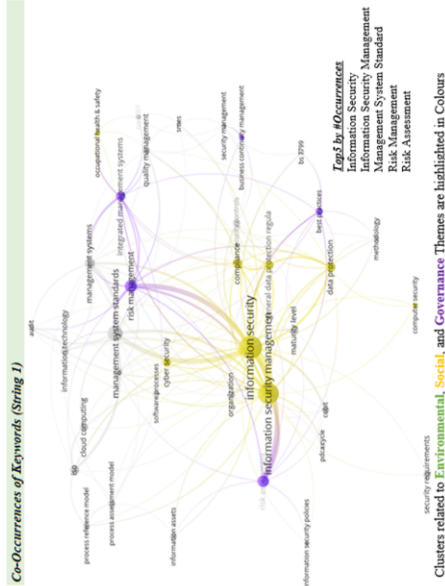 Co-Occurrences of Keywords (String 1)
audit
information technology
iso
cloud computing
process reference model
process assessment model
management systems
management system standards
risk management
integrated management systems
occupational health & safety
quality management
smes
software processes
cyber security
information assets
organization
information security
information security management
compliance
general data protection regula
security management
business continuity management
bs 7799
maturity level
cobit
pdca cycle
information security policies
best practices
data protection
methodology
computer security
security requirements
Top5 by #Occurrences
Information Security
Information Security Management
Management System Standard
Risk Management
Risk Assessment
Clusters related to Environmental, Social, and Governance Themes are highlighted in Colours